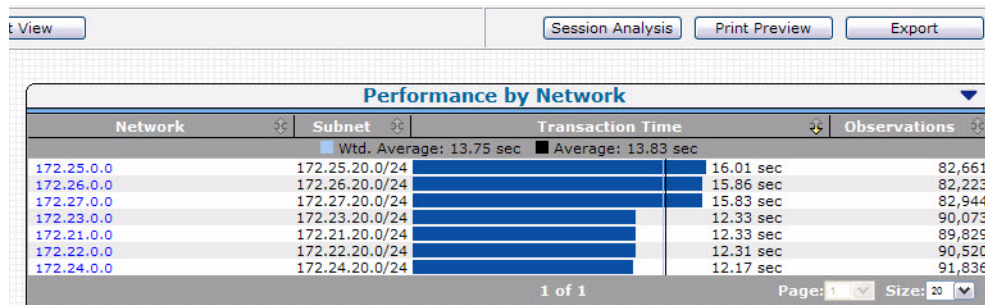 t View
Session Analysis
Print Preview
Export
Performance by Network
Network Subnet Transaction Time Observations
Wtd. Average: 13.75 sec Average: 13.83 sec
172.25.0.0 172.25.20.0/24 16.01 sec 82,661
172.26.0.0 172.26.20.0/24 15.86 sec 82,223
172.27.0.0 172.27.20.0/24 15.83 sec 82,944
172.23.0.0 172.23.20.0/24 12.33 sec 90,073
172.21.0.0 172.21.20.0/24 12.33 sec 89,829
172.22.0.0 172.22.20.0/24 12.31 sec 90,520
172.24.0.0 172.24.20.0/24 12.17 sec 91,836
1 of 1 Page: 1 Size: 20